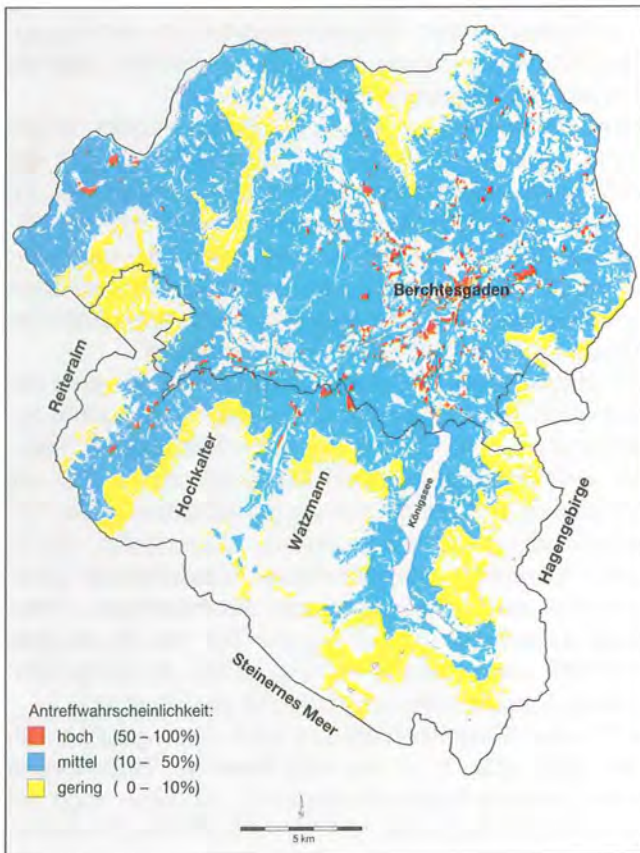 Berchtesgaden
Reiteralm
Hochkalter
Watzmann
Königssee
Hagengebirge
Steinernes Meer
Antreffwahrscheinlichkeit:
hoch (50 – 100%)
mittel (10 – 50%)
gering ( 0 – 10%)
5 km